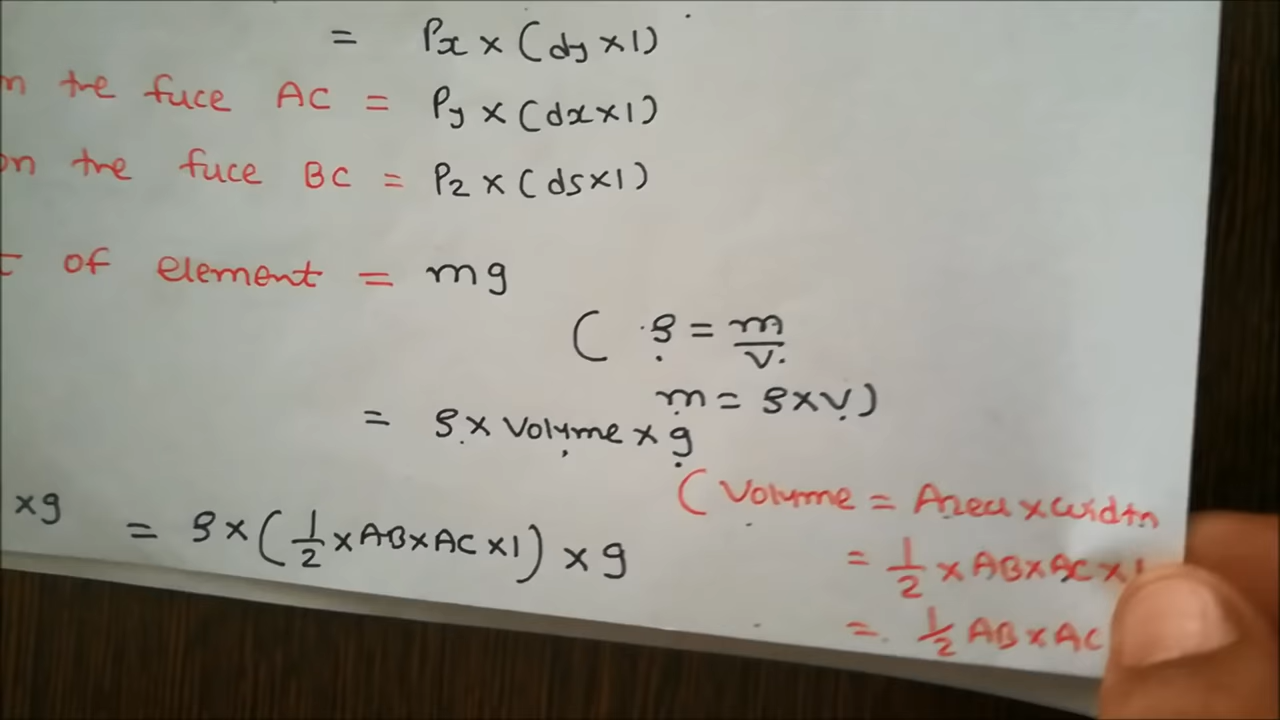 = Px × (dy×1)
n the fuce AC = Py × (dx×1)
on the fuce BC = Pz × (ds×1)
of element = mg
( ρ = m/V
m = ρ×V)
= ρ × Volume × g
(Volume = Area×width
×g = ρ×(1/2×AB×AC×1)×g
= 1/2 × AB×AC×1
= 1/2 AB×AC